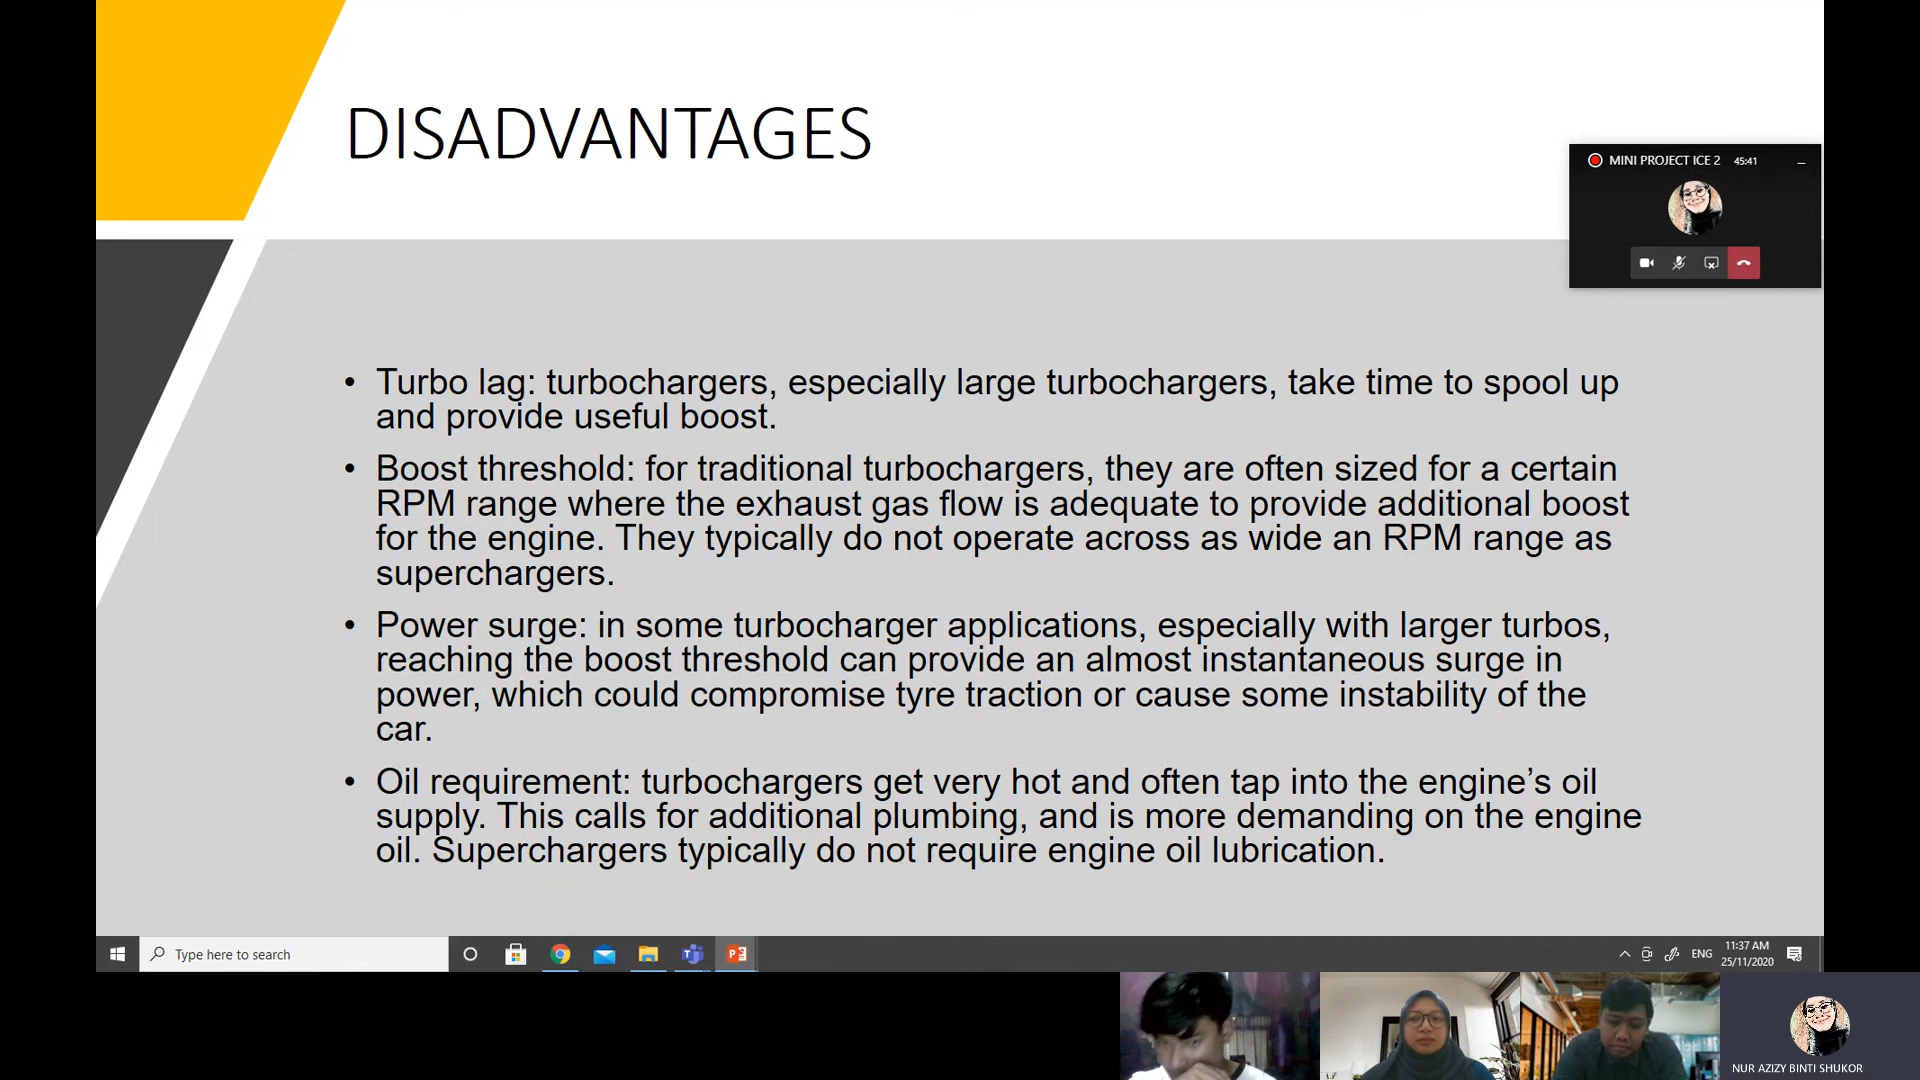 DISADVANTAGES
MINI PROJECT ICE 2 45:41
• Turbo lag: turbochargers, especially large turbochargers, take time to spool up
and provide useful boost.
• Boost threshold: for traditional turbochargers, they are often sized for a certain
RPM range where the exhaust gas flow is adequate to provide additional boost
for the engine. They typically do not operate across as wide an RPM range as
superchargers.
• Power surge: in some turbocharger applications, especially with larger turbos,
reaching the boost threshold can provide an almost instantaneous surge in
power, which could compromise tyre traction or cause some instability of the
car.
• Oil requirement: turbochargers get very hot and often tap into the engine’s oil
supply. This calls for additional plumbing, and is more demanding on the engine
oil. Superchargers typically do not require engine oil lubrication.
Type here to search
ENG
11:37 AM
25/11/2020
NUR AZIZY BINTI SHUKOR